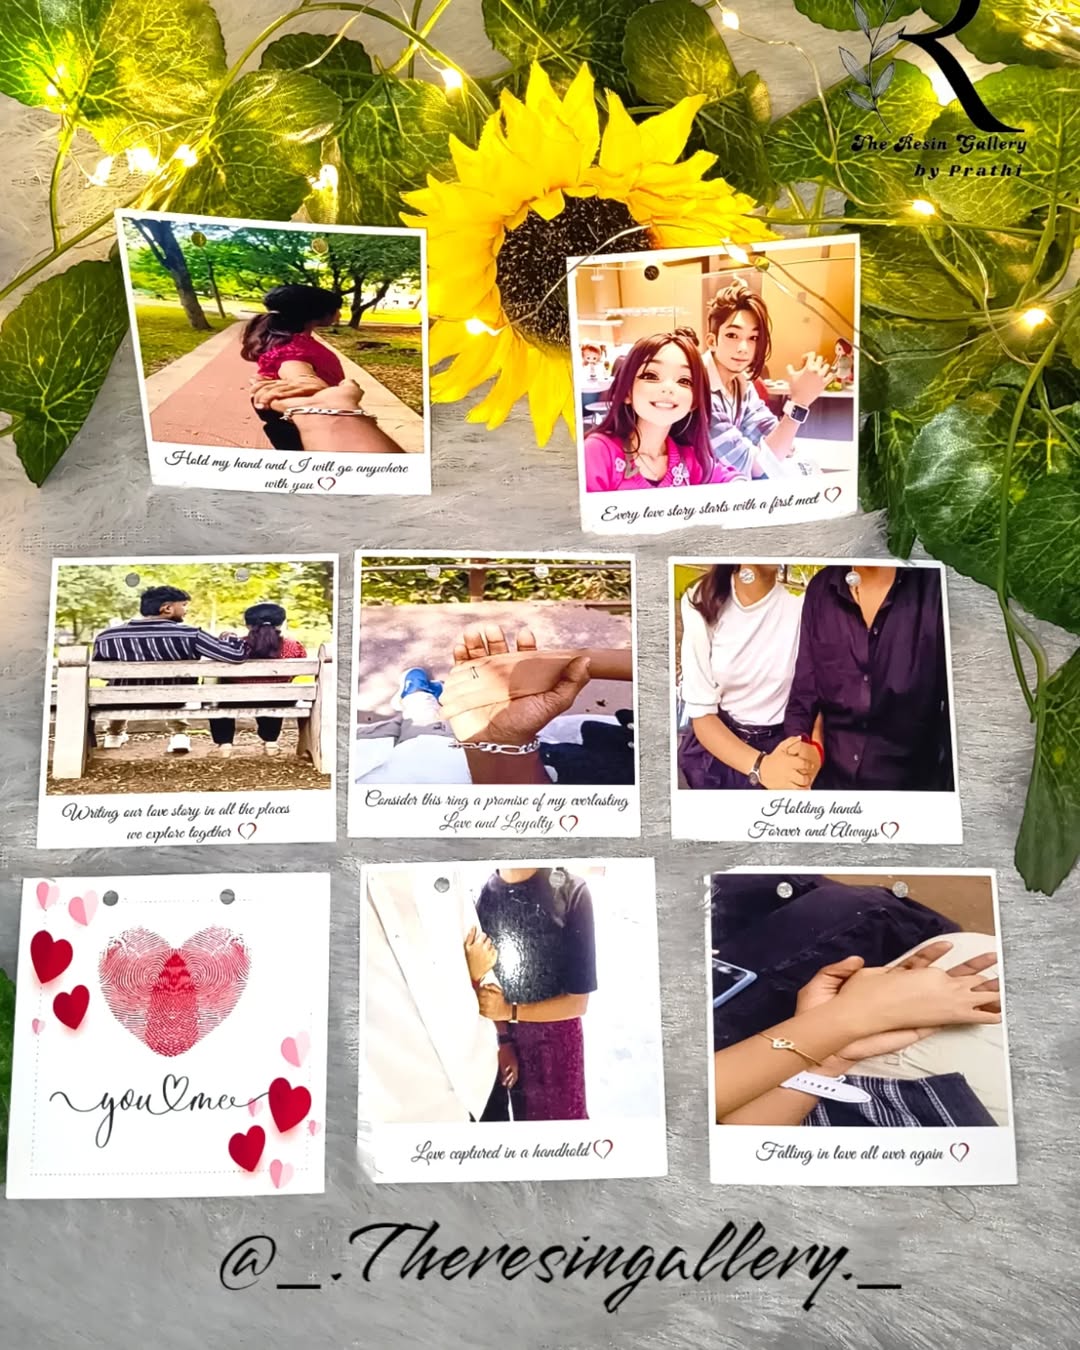 R
The Resin Gallery
by Prathi
Hold my hand and I will go anywhere
with you
Every love story starts with a first meet
Writing our love story in all the places
we explore together
Consider this ring a promise of my everlasting
Love and Loyalty
Holding hands
Forever and Always
you me
Love captured in a handhold
Falling in love all over again
@_.Theresingallery._